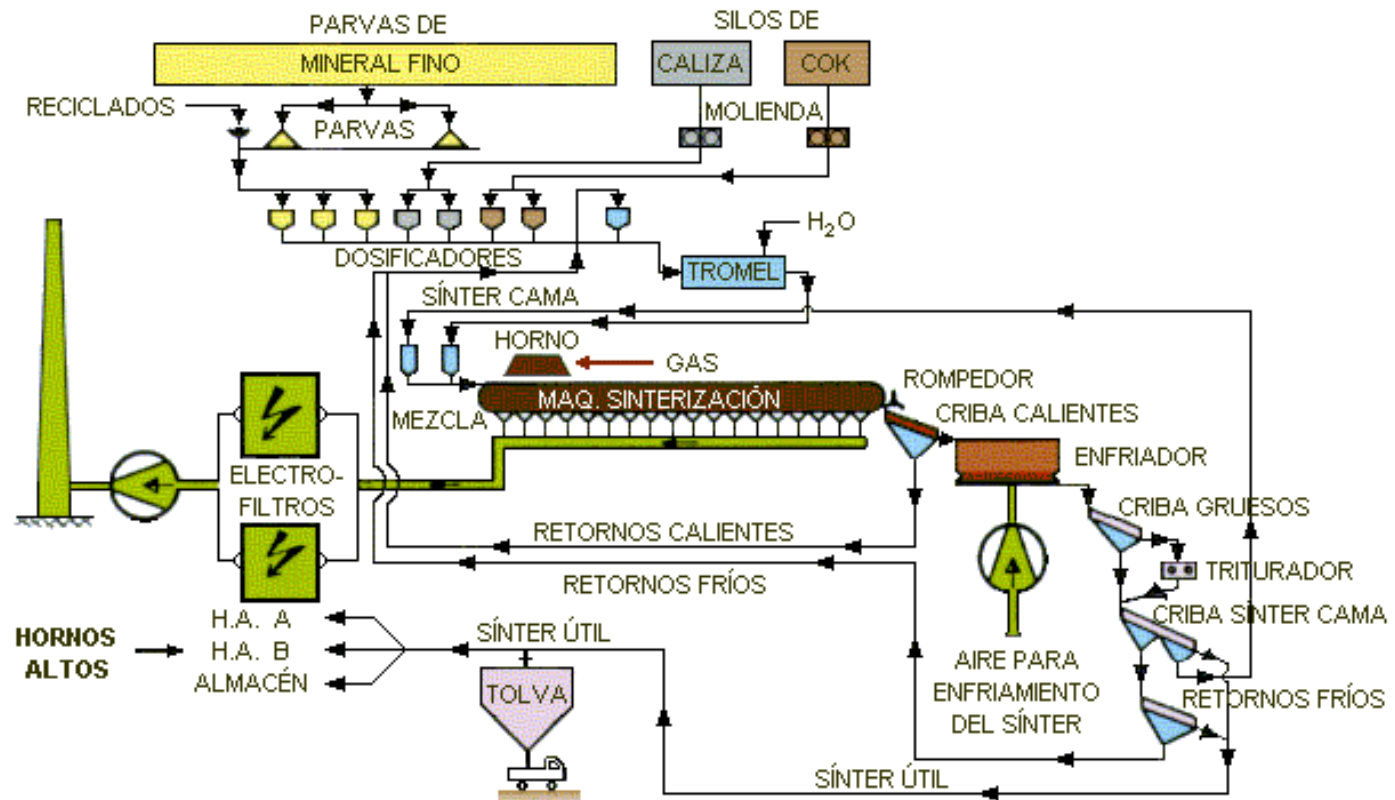 PARVAS DE
SILOS DE
MINERAL FINO
CALIZA
COK
RECICLADOS
MOLIENDA
PARVAS
H₂O
DOSIFICADORES
TROMEL
SÍNTER CAMA
HORNO
GAS
ROMPEDOR
MAQ. SINTERIZACIÓN
MEZCLA
CRIBA CALIENTES
ENFRIADOR
ELECTRO-
FILTROS
CRIBA GRUESOS
RETORNOS CALIENTES
TRITURADOR
RETORNOS FRÍOS
CRIBA SÍNTER CAMA
H.A. A
HORNOS
ALTOS
H.A. B
ALMACÉN
SÍNTER ÚTIL
TOLVA
AIRE PARA
ENFRIAMIENTO
DEL SÍNTER
RETORNOS FRÍOS
SÍNTER ÚTIL